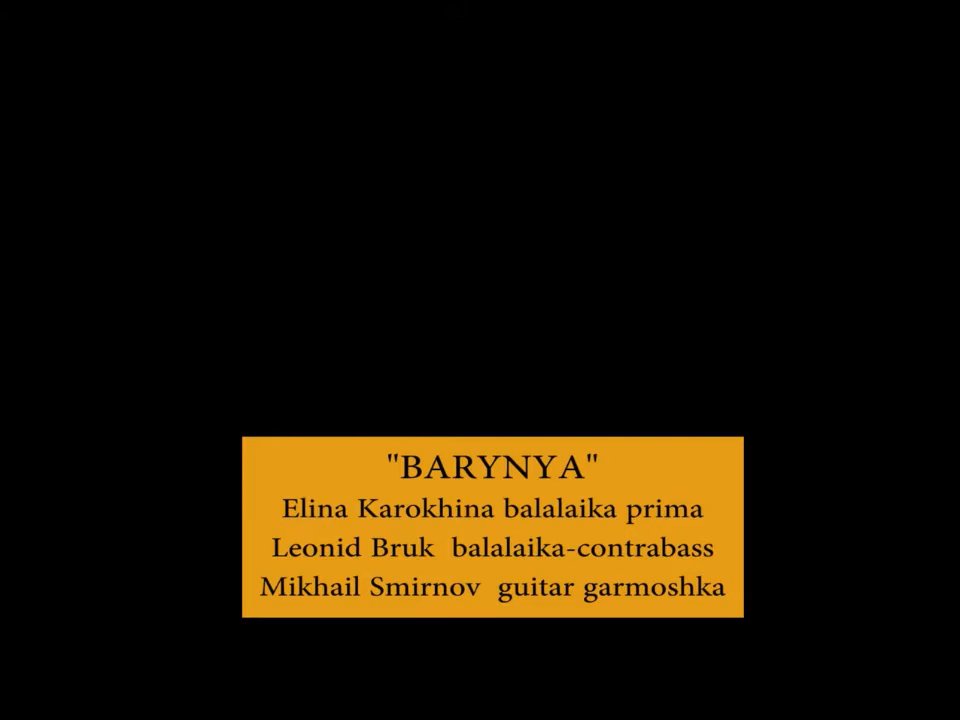 "BARYNYA"
Elina Karokhina balalaika prima
Leonid Bruk balalaika-contrabass
Mikhail Smirnov guitar garmoshka